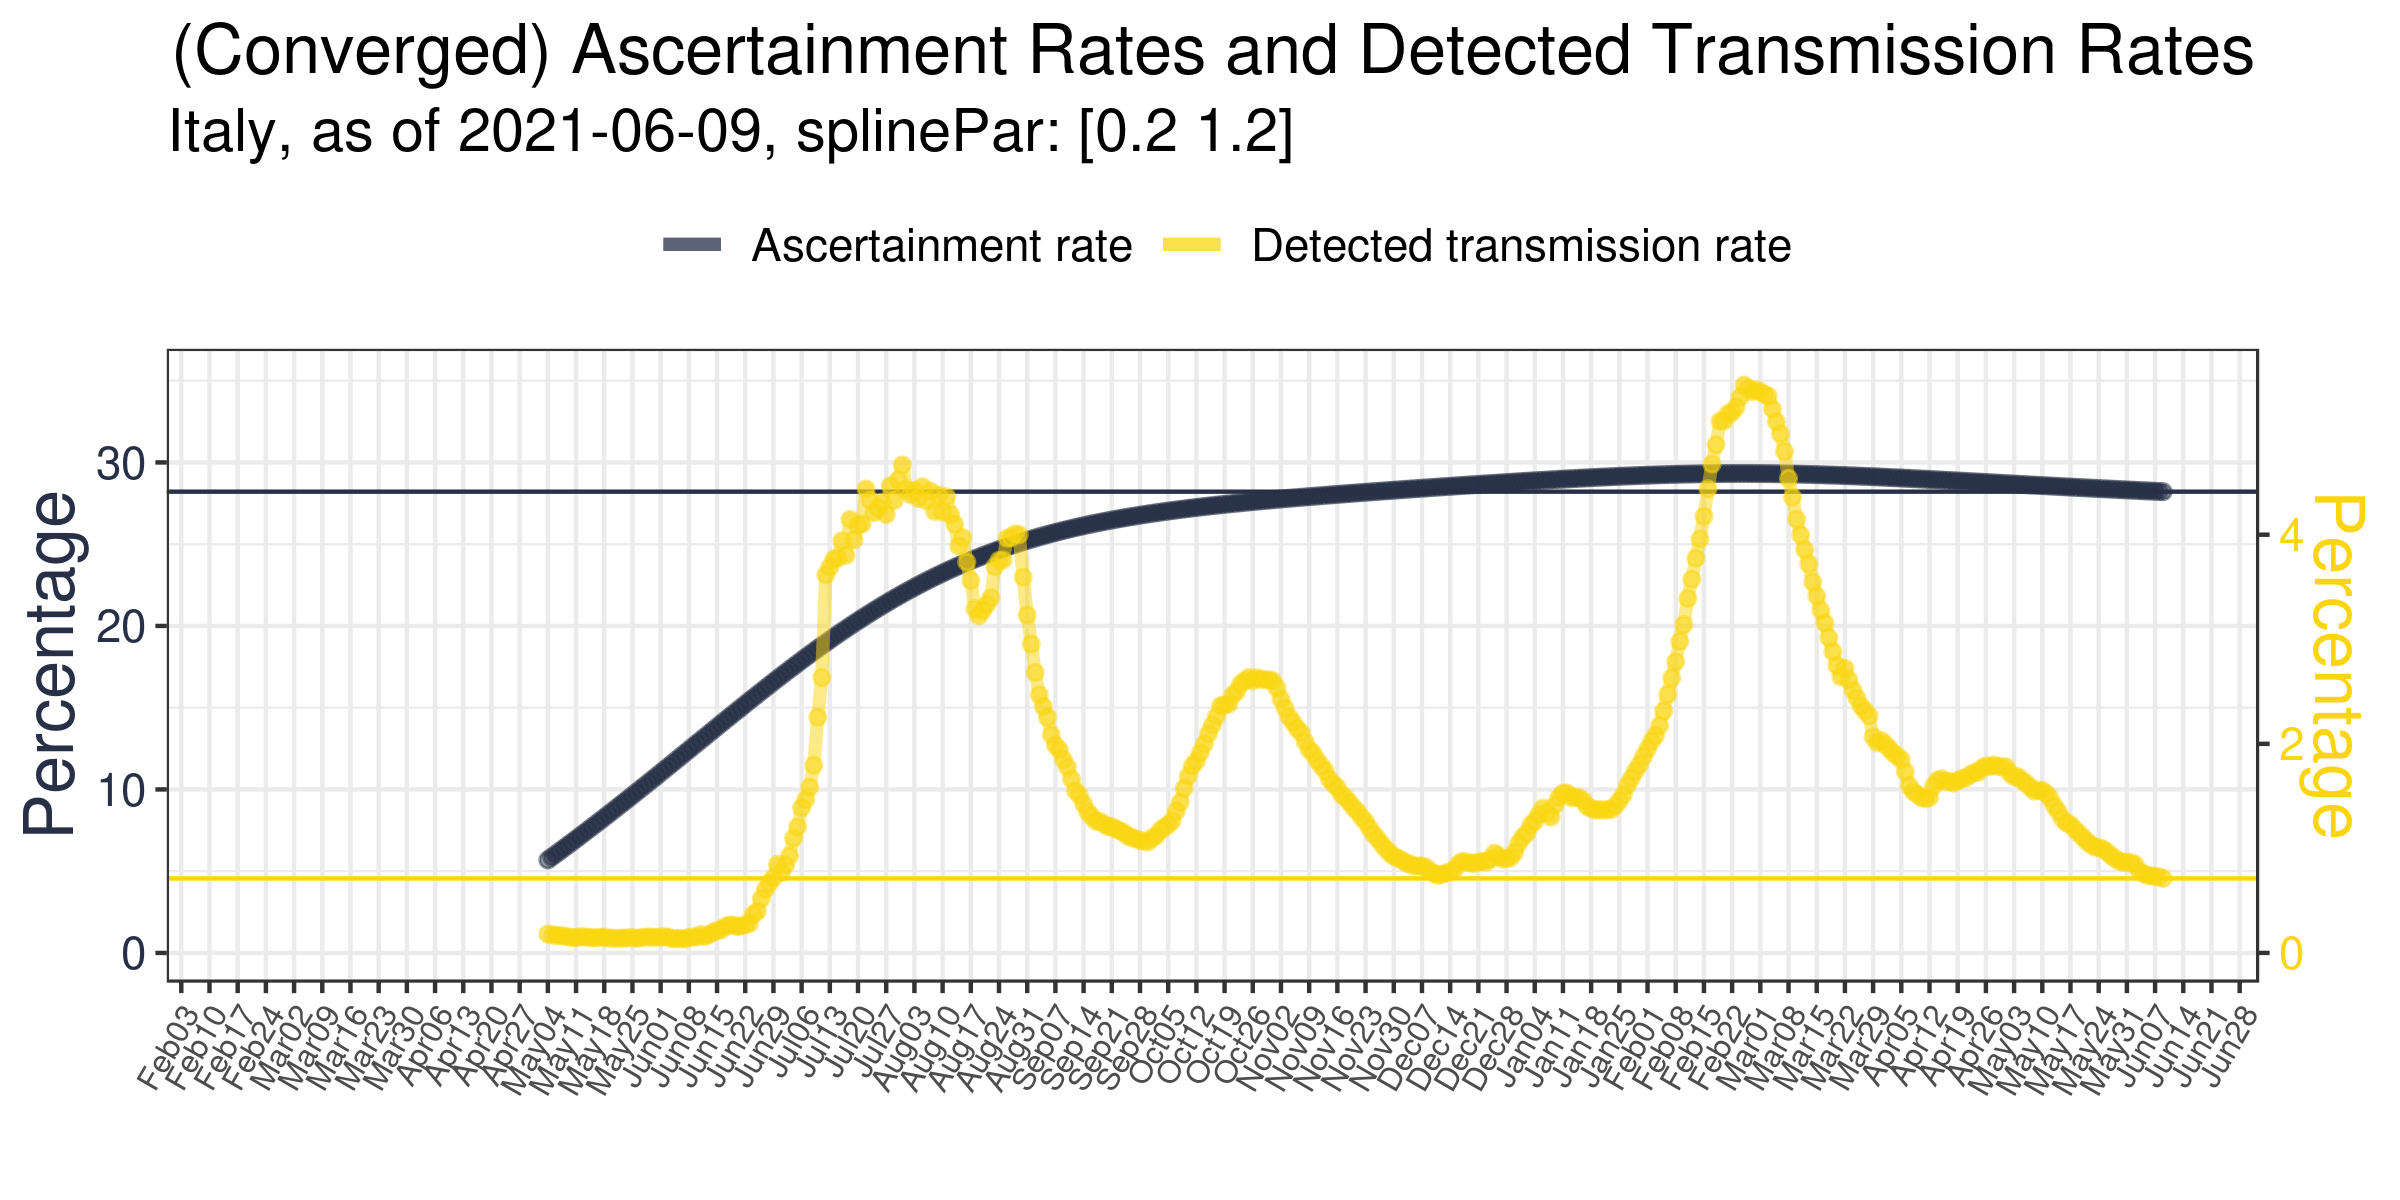 (Converged) Ascertainment Rates and Detected Transmission Rates
Italy, as of 2021-06-09, splinePar: [0.2 1.2]
Ascertainment rate
Detected transmission rate
Percentage
30
20
10
0
4
2
0
Percentage
Feb03
Feb10
Feb17
Feb24
Mar02
Mar09
Mar16
Mar23
Mar30
Apr06
Apr13
Apr20
Apr27
May04
May11
May18
May25
Jun01
Jun08
Jun15
Jun22
Jun29
Jul06
Jul13
Jul20
Jul27
Aug03
Aug10
Aug17
Aug24
Aug31
Sep07
Sep14
Sep21
Sep28
Oct05
Oct12
Oct19
Oct26
Nov02
Nov09
Nov16
Nov23
Nov30
Dec07
Dec14
Dec21
Dec28
Jan04
Jan11
Jan18
Jan25
Feb01
Feb08
Feb15
Feb22
Mar01
Mar08
Mar15
Mar22
Mar29
Apr05
Apr12
Apr19
Apr26
May03
May10
May17
May24
May31
Jun07
Jun14
Jun21
Jun28